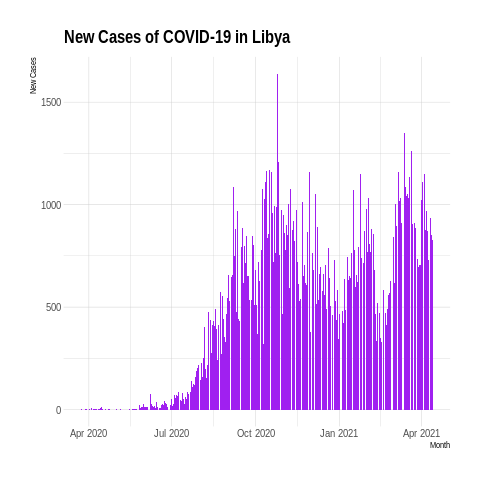 New Cases of COVID-19 in Libya
New Cases
1500
1000
500
0
Apr 2020 Jul 2020 Oct 2020 Jan 2021 Apr 2021
Month